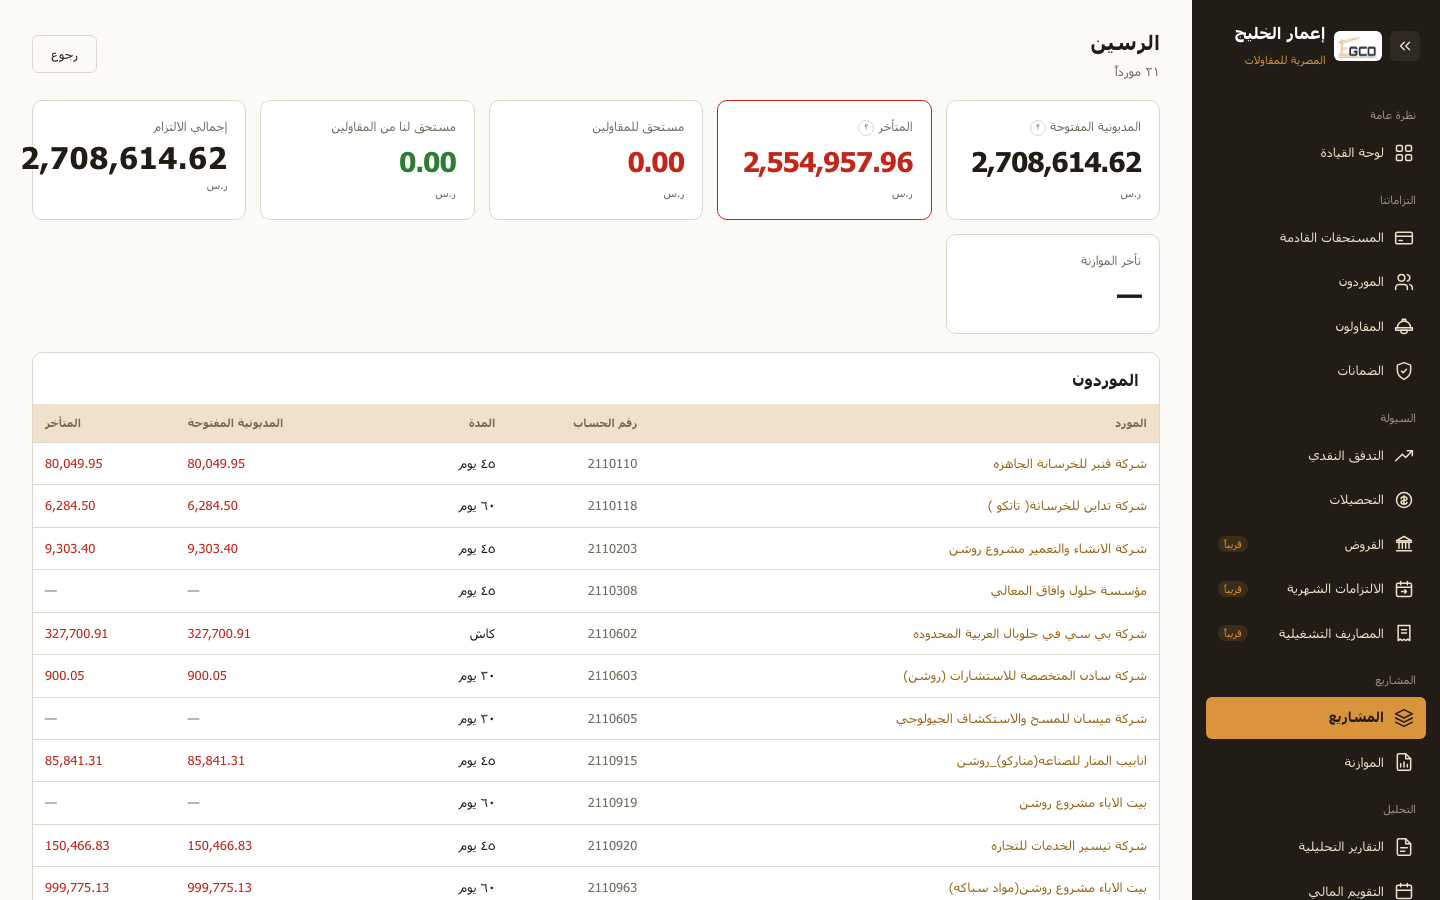 إعمار الخليج
المصرية للمقاولات
GCO
نظرة عامة
لوحة القيادة
التزاماتنا
المستحقات القادمة
الموردون
المقاولون
الضمانات
السيولة
التدفق النقدي
التحصيلات
القروض
قريباً
الالتزامات الشهرية
قريباً
المصاريف التشغيلية
قريباً
المشاريع
المشاريع
الموازنة
التحليل
التقارير التحليلية
التقويم المالي
الرسين
٢١ مورداً
رجوع
المديونية المفتوحة ؟
2,708,614.62
ر.س
المتأخر ؟
2,554,957.96
ر.س
مستحق للمقاولين
0.00
ر.س
مستحق لنا من المقاولين
0.00
ر.س
إجمالي الالتزام
2,708,614.62
ر.س
تأخر الموازنة
—
الموردون
المورد رقم الحساب المدة المديونية المفتوحة المتأخر
شركة قنبر للخرسانة الجاهزه 2110110 ٤٥ يوم 80,049.95 80,049.95
شركة تداين للخرسانة( تاتكو ) 2110118 ٦٠ يوم 6,284.50 6,284.50
شركة الانشاء والتعمير مشروع روشن 2110203 ٤٥ يوم 9,303.40 9,303.40
مؤسسة حلول وافاق المعالي 2110308 ٤٥ يوم — —
شركة بي سي في جلوبال العربية المحدوده 2110602 كاش 327,700.91 327,700.91
شركة سادن المتخصصة للاستشارات (روشن) 2110603 ٣٠ يوم 900.05 900.05
شركة ميسان للمسح والاستكشاف الجيولوجي 2110605 ٣٠ يوم — —
انابيب المنار للصناعه(مناركو)_روشن 2110915 ٤٥ يوم 85,841.31 85,841.31
بيت الاباء مشروع روشن 2110919 ٦٠ يوم — —
شركة تيسير الخدمات للتجاره 2110920 ٤٥ يوم 150,466.83 150,466.83
بيت الاباء مشروع روشن(مواد سباكه) 2110963 ٦٠ يوم 999,775.13 999,775.13